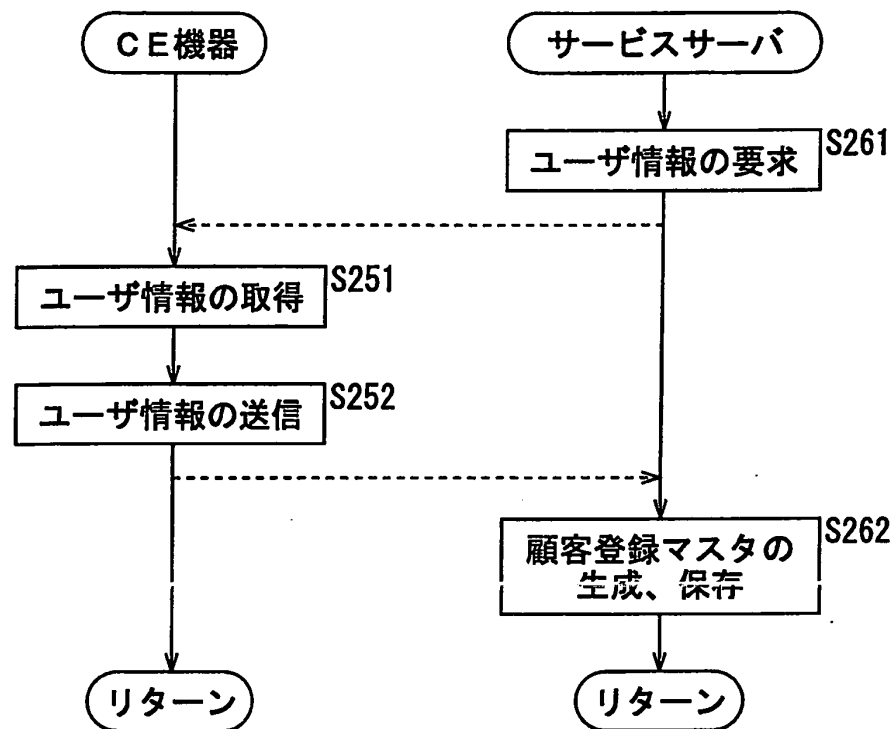 CE機器
サービスサーバ
ユーザ情報の要求
S261
ユーザ情報の取得
S251
ユーザ情報の送信
S252
顧客登録マスタの
生成、保存
S262
リターン
リターン